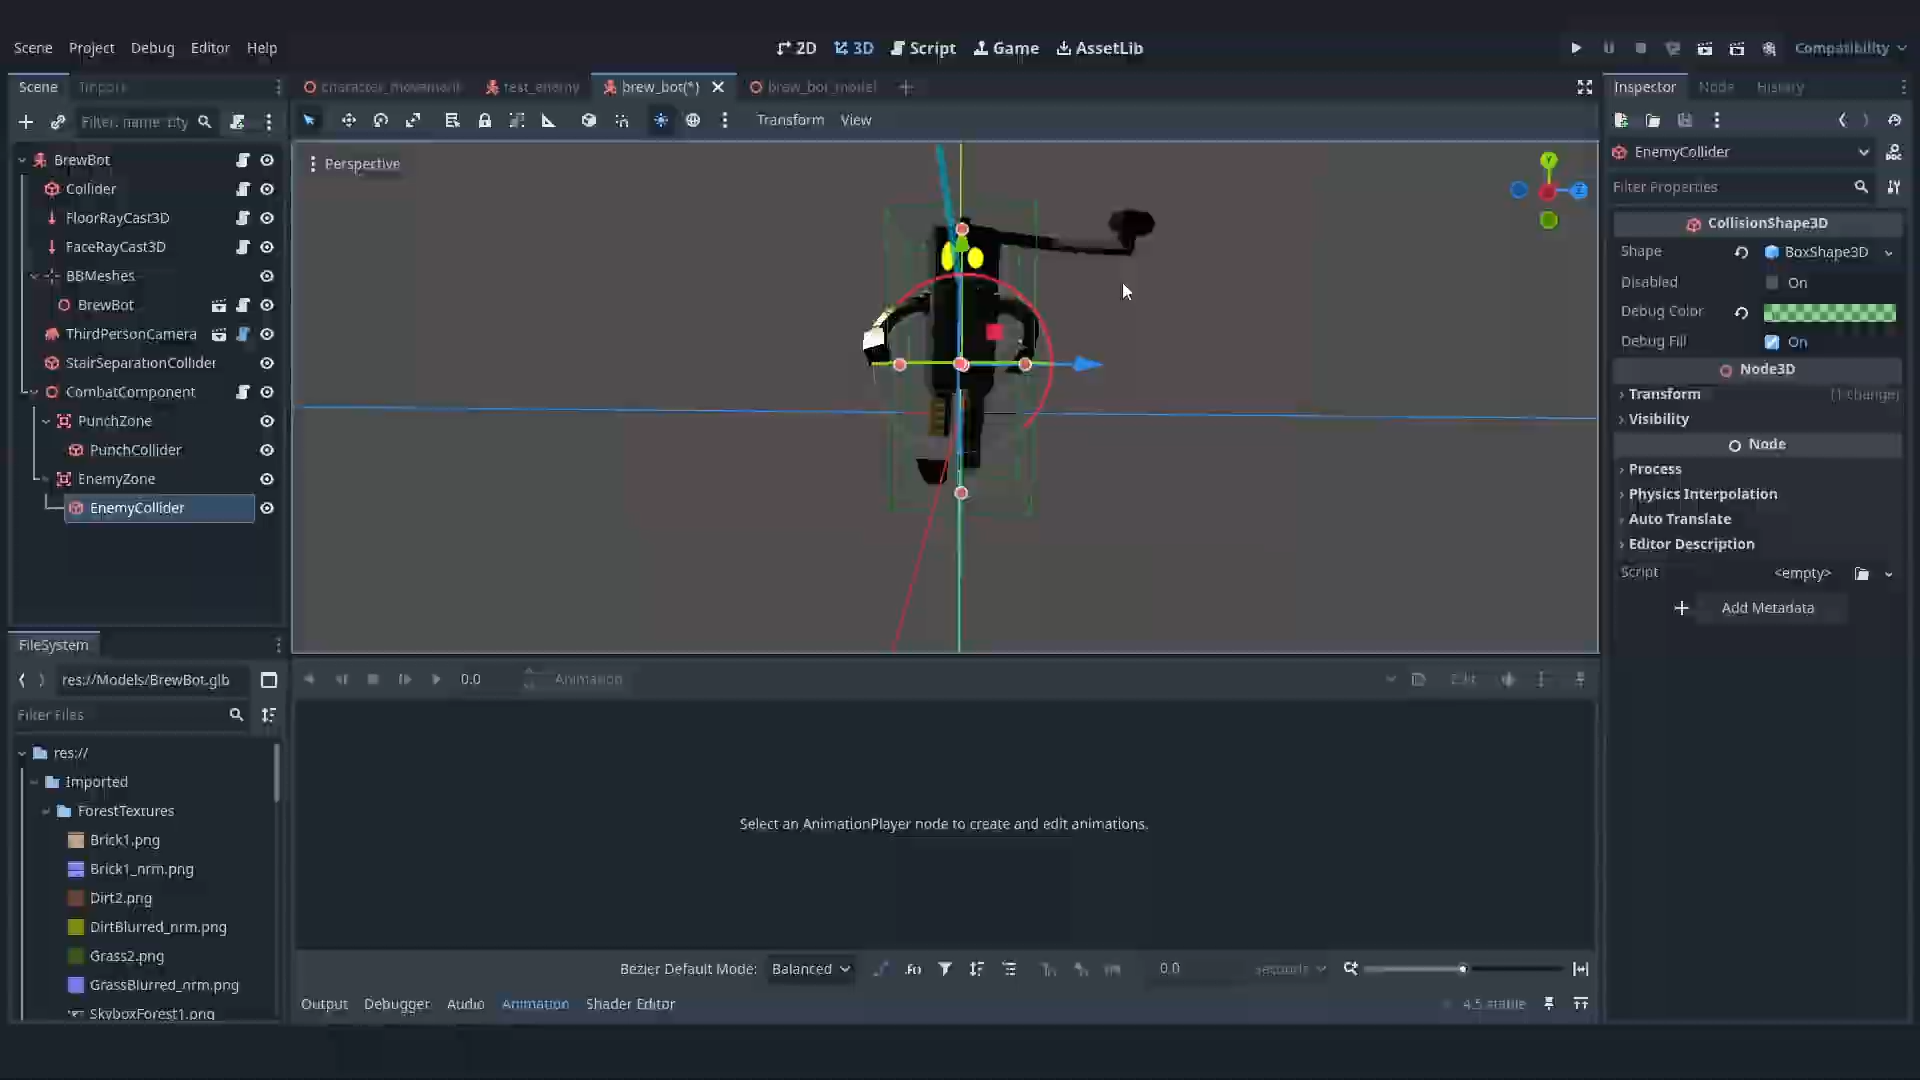 Scene Project Debug Editor Help
2D 3D Script Game AssetLib
Compatibility
Scene Import
character_movement test_enemy brew_bot(*) brew_bot_model
Inspector Node History
Transform View
Perspective
BrewBot
Collider
FloorRayCast3D
FaceRayCast3D
BBMeshes
BrewBot
ThirdPersonCamera
StairSeparationCollider
CombatComponent
PunchZone
PunchCollider
EnemyZone
EnemyCollider
Y
Z
EnemyCollider
Filter Properties
CollisionShape3D
Shape BoxShape3D
Disabled On
Debug Color
Debug Fill On
Node3D
Transform (1 change)
Visibility
Node
Process
Physics Interpolation
Auto Translate
Editor Description
Script <empty>
Add Metadata
FileSystem
res://Models/BrewBot.glb
Filter Files
res://
Imported
ForestTextures
Brick1.png
Brick1_nrm.png
Dirt2.png
DirtBlurred_nrm.png
Grass2.png
GrassBlurred_nrm.png
SkyboxForest1.png
0.0 Animation Edit
Select an AnimationPlayer node to create and edit animations.
Bezier Default Mode: Balanced 0.0 seconds
Output Debugger Audio Animation Shader Editor
4.5.stable